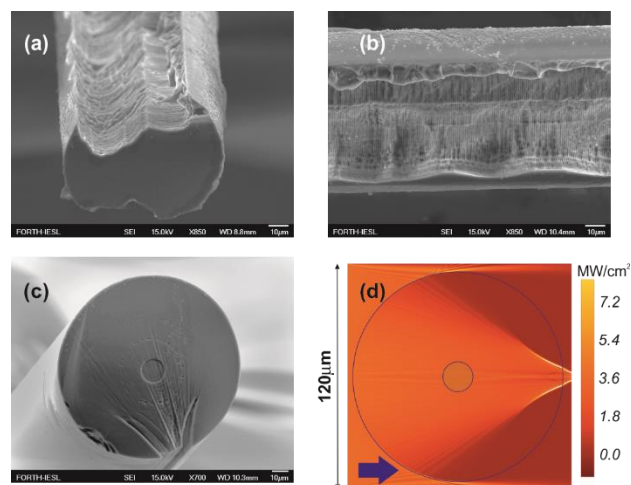 (a)
FORTH-IESL SEI 15.0kV X850 WD 8.8mm 10µm
(b)
FORTH-IESL SEI 15.0kV X850 WD 10.4mm 10µm
(c)
FORTH-IESL SEI 15.0kV X700 WD 10.3mm 10µm
(d)
120µm
MW/cm²
7.2
5.4
3.6
1.8
0.0